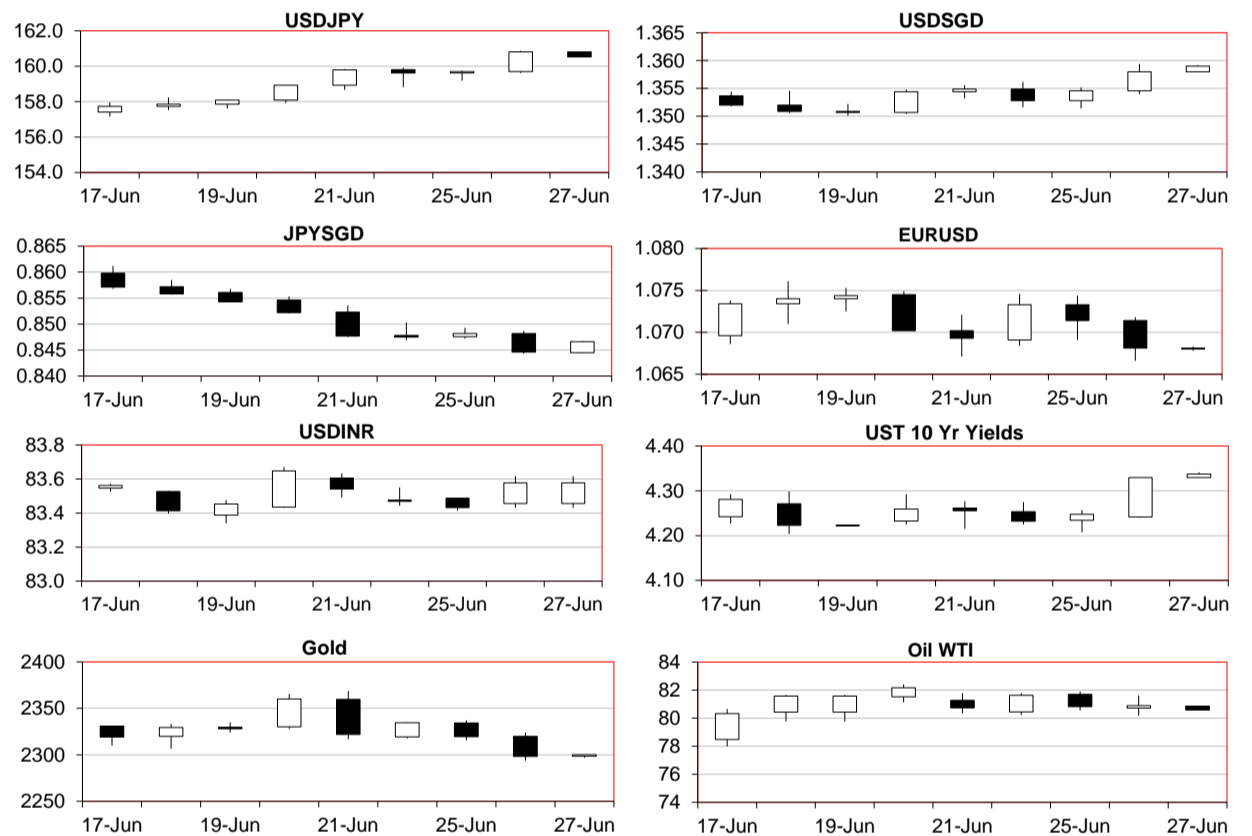 USDJPY
162.0
160.0
158.0
156.0
154.0
17-Jun 19-Jun 21-Jun 25-Jun 27-Jun
USDSGD
1.365
1.360
1.355
1.350
1.345
1.340
17-Jun 19-Jun 21-Jun 25-Jun 27-Jun
JPYSGD
0.865
0.860
0.855
0.850
0.845
0.840
17-Jun 19-Jun 21-Jun 25-Jun 27-Jun
EURUSD
1.080
1.075
1.070
1.065
17-Jun 19-Jun 21-Jun 25-Jun 27-Jun
USDINR
83.8
83.6
83.4
83.2
83.0
17-Jun 19-Jun 21-Jun 25-Jun 27-Jun
UST 10 Yr Yields
4.40
4.30
4.20
4.10
17-Jun 19-Jun 21-Jun 25-Jun 27-Jun
Gold
2400
2350
2300
2250
17-Jun 19-Jun 21-Jun 25-Jun 27-Jun
Oil WTI
84
82
80
78
76
74
17-Jun 19-Jun 21-Jun 25-Jun 27-Jun